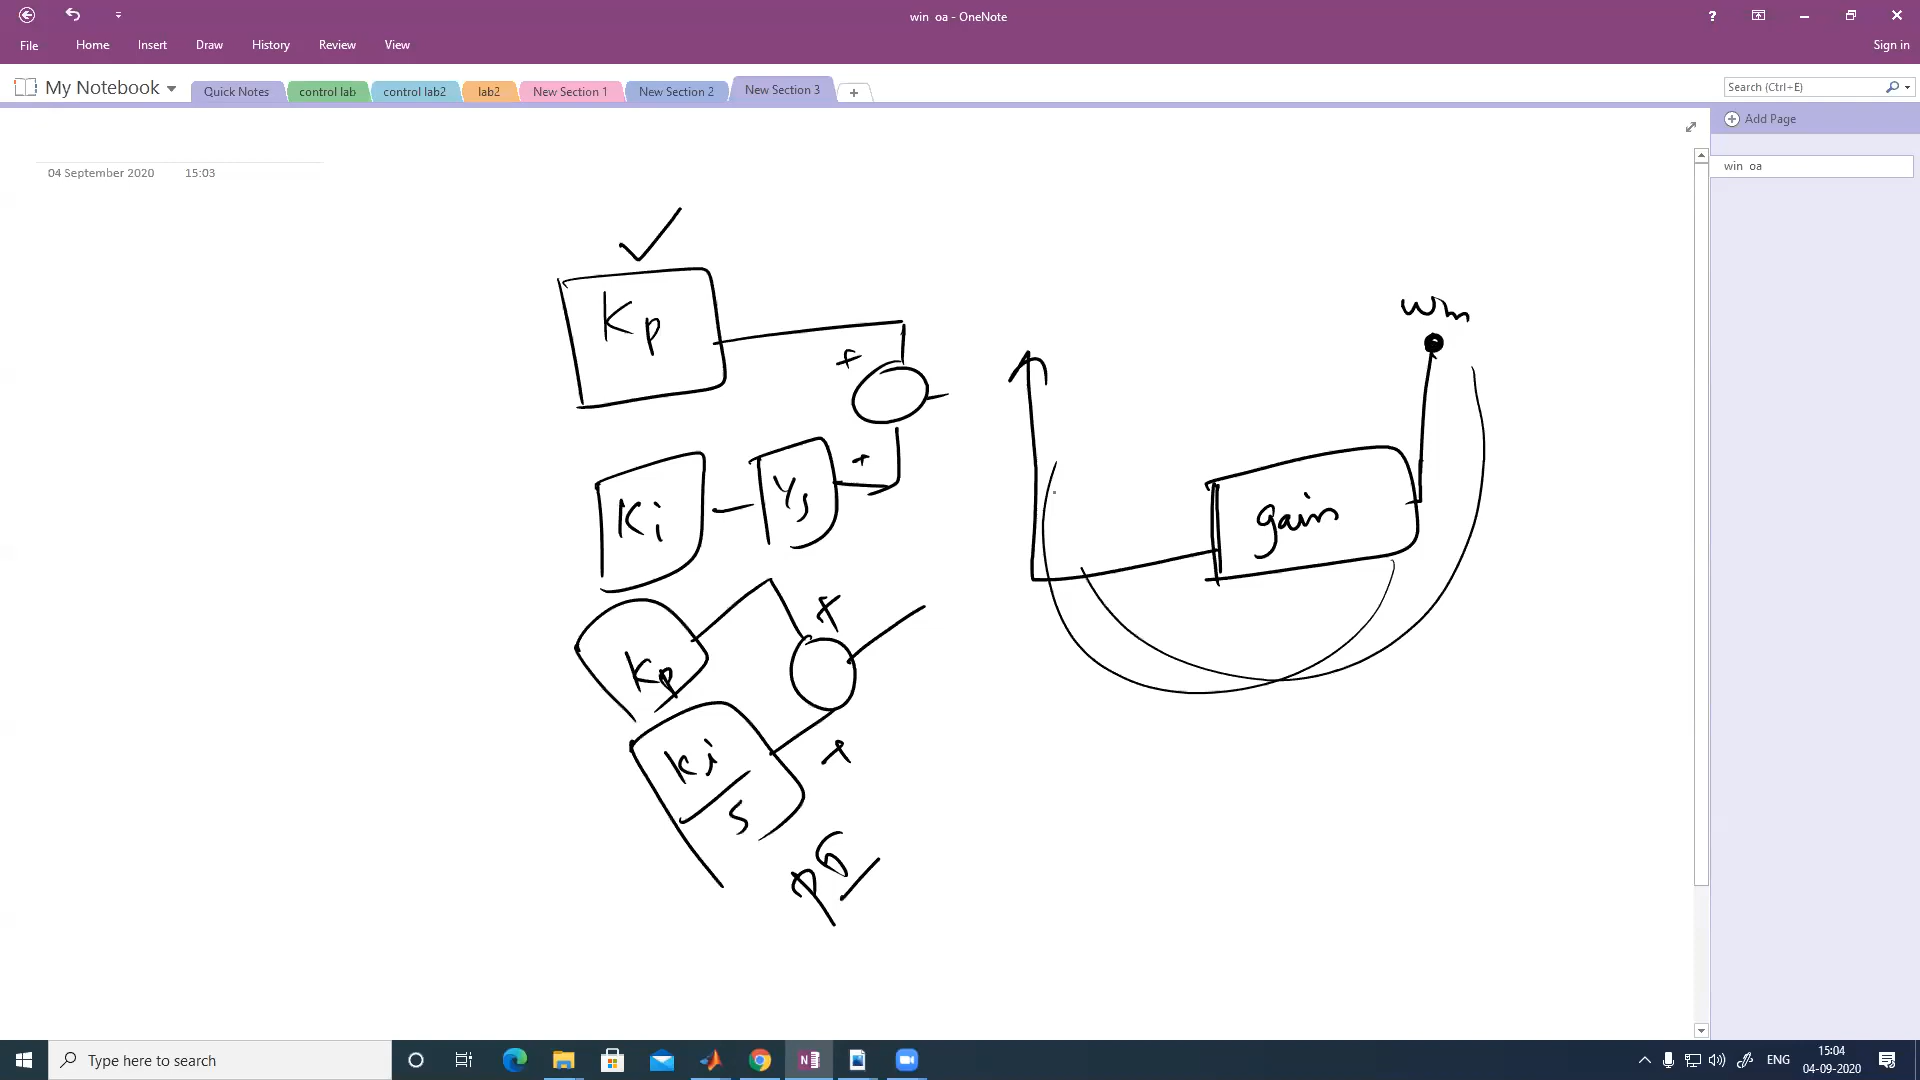 win oa - OneNote
?
File Home Insert Draw History Review View
Sign in
My Notebook
Quick Notes control lab control lab2 lab2 New Section 1 New Section 2 New Section 3 +
Search (Ctrl+E)
Add Page
04 September 2020 15:03
win oa
Kp
+
wm
Ki
1/s
+
gain
Kp
+
Ki
s
+
Type here to search
ENG
15:04
04-09-2020